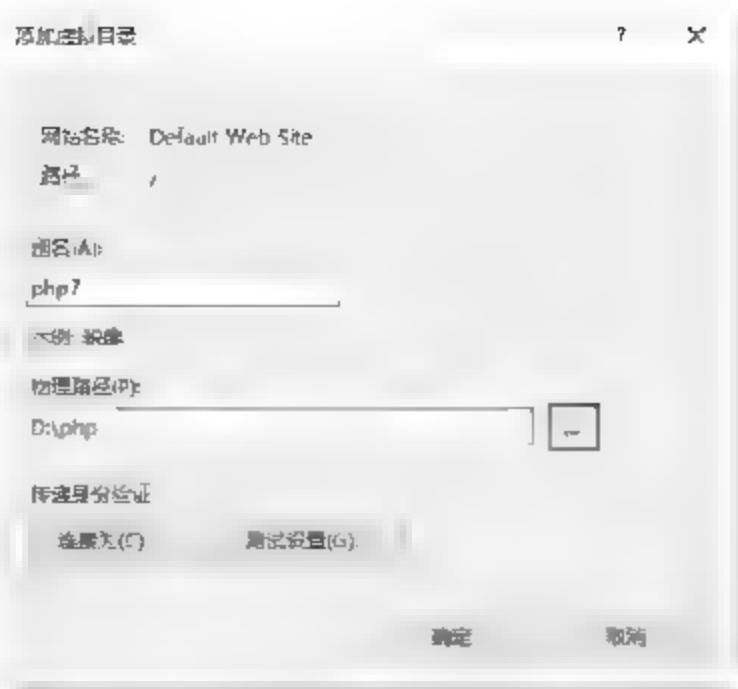 添加虚拟目录 ? ×
网站名称: Default Web Site
路径: /
别名(A):
php7
示例: 映像
物理路径(P):
D:\php
...
传递身份验证
连接为(C) 测试设置(G)...
确定 取消